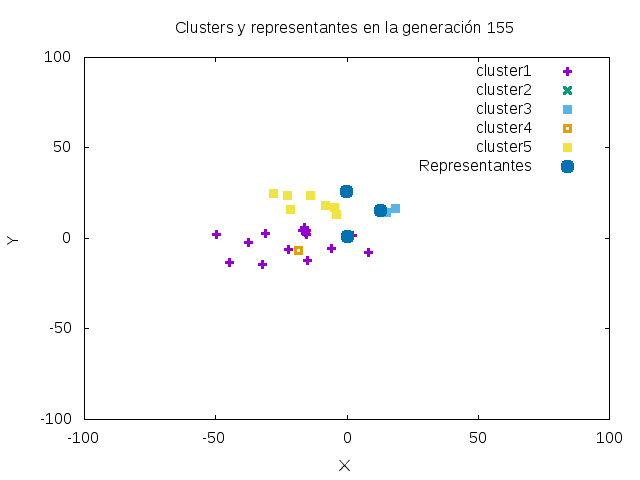 Clusters y representantes en la generación 155
100
50
0
-50
-100
-100
-50
0
50
100
Y
X
cluster1
cluster2
cluster3
cluster4
cluster5
Representantes